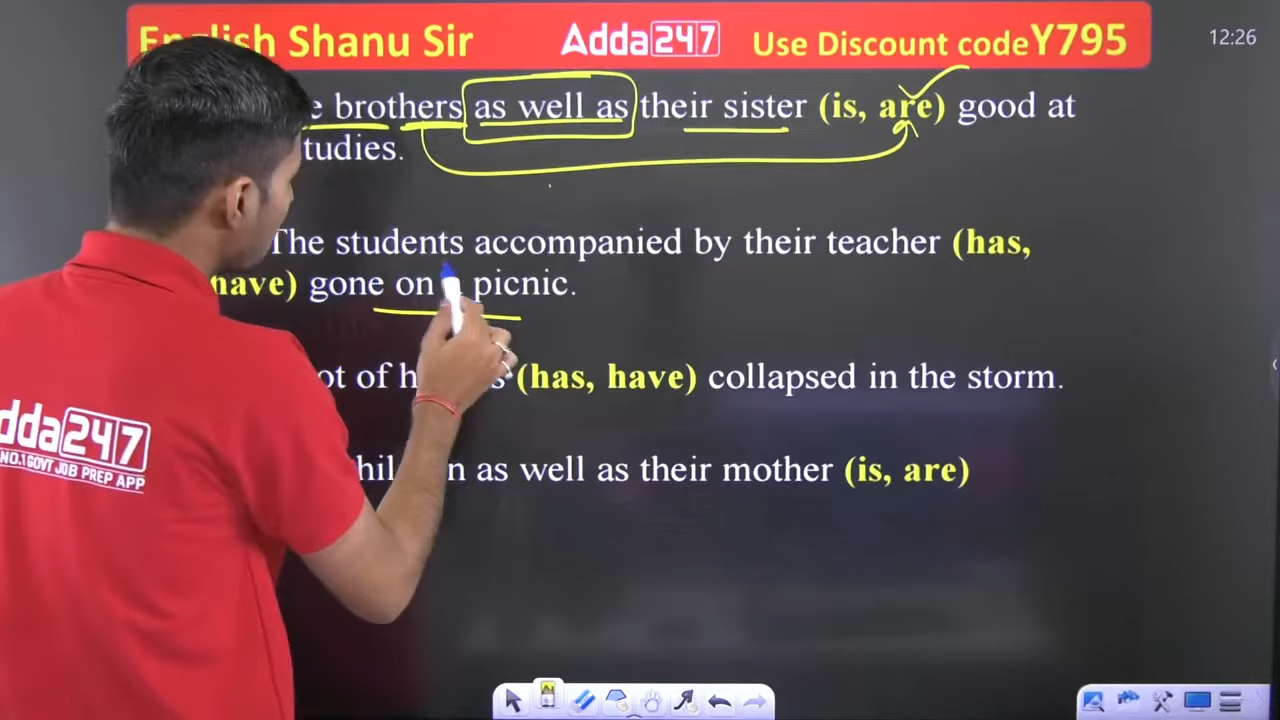 English Shanu Sir Adda247 Use Discount code Y795
12:26
brothers as well as their sister (is, are) good at
tudies.
The students accompanied by their teacher (has,
have) gone on picnic.
ot of (has, have) collapsed in the storm.
as well as their mother (is, are)
dda247
NO.1 GOVT JOB PREP APP